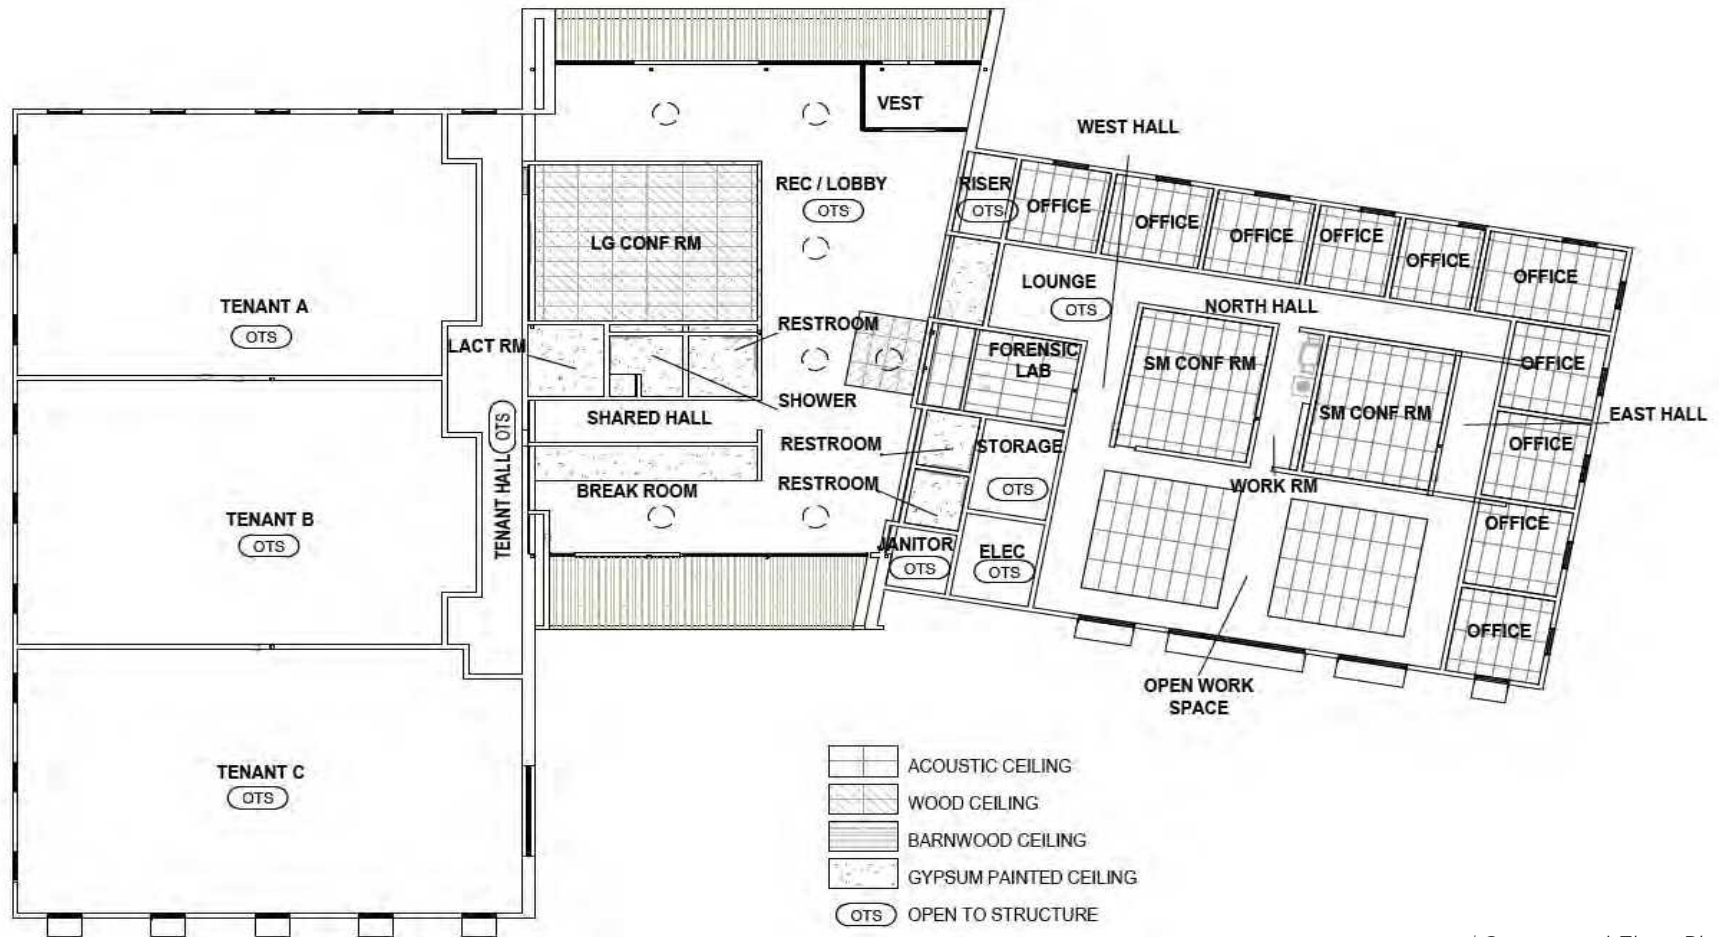 VEST
WEST HALL
REC / LOBBY
OTS
RISER
OTS
OFFICE
OFFICE
OFFICE
OFFICE
OFFICE
OFFICE
LG CONF RM
LOUNGE
OTS
NORTH HALL
TENANT A
OTS
RESTROOM
LACT RM
FORENSIC
LAB
SM CONF RM
OFFICE
SHOWER
SHARED HALL
SM CONF RM
EAST HALL
OTS
TENANT HALL
RESTROOM
STORAGE
OTS
OFFICE
RESTROOM
BREAK ROOM
WORK RM
TENANT B
OTS
OFFICE
JANITOR
OTS
ELEC
OTS
OFFICE
OPEN WORK
SPACE
TENANT C
OTS
ACOUSTIC CEILING
WOOD CEILING
BARNWOOD CEILING
GYPSUM PAINTED CEILING
OTS OPEN TO STRUCTURE